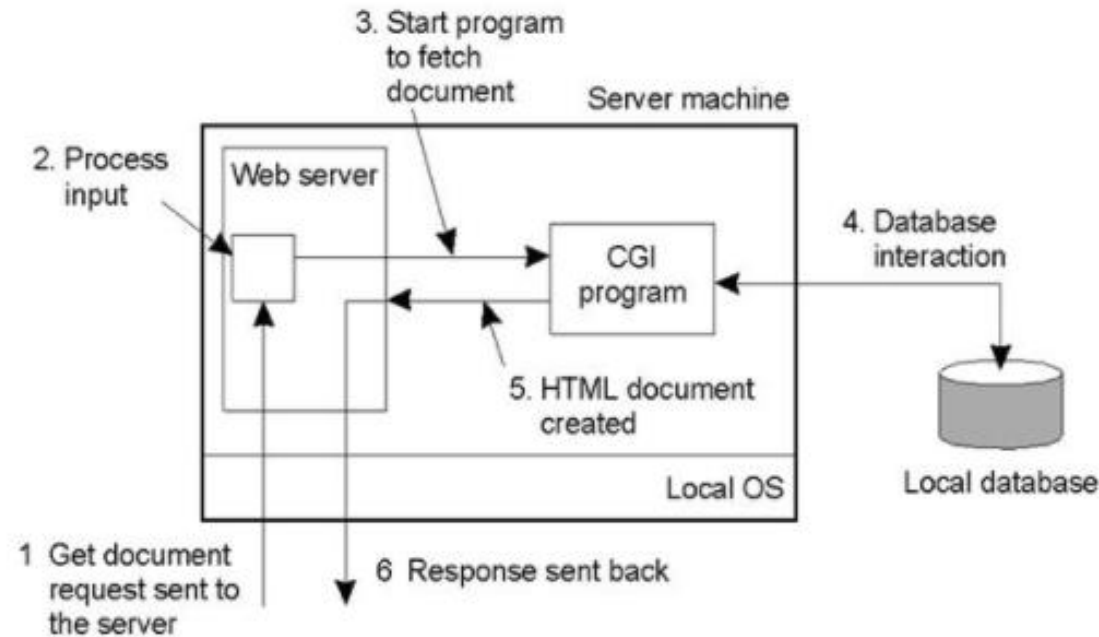 3. Start program
to fetch
document
Server machine
2. Process
input
Web server
CGI
program
4. Database
interaction
5. HTML document
created
Local OS
Local database
1 Get document
request sent to
the server
6 Response sent back